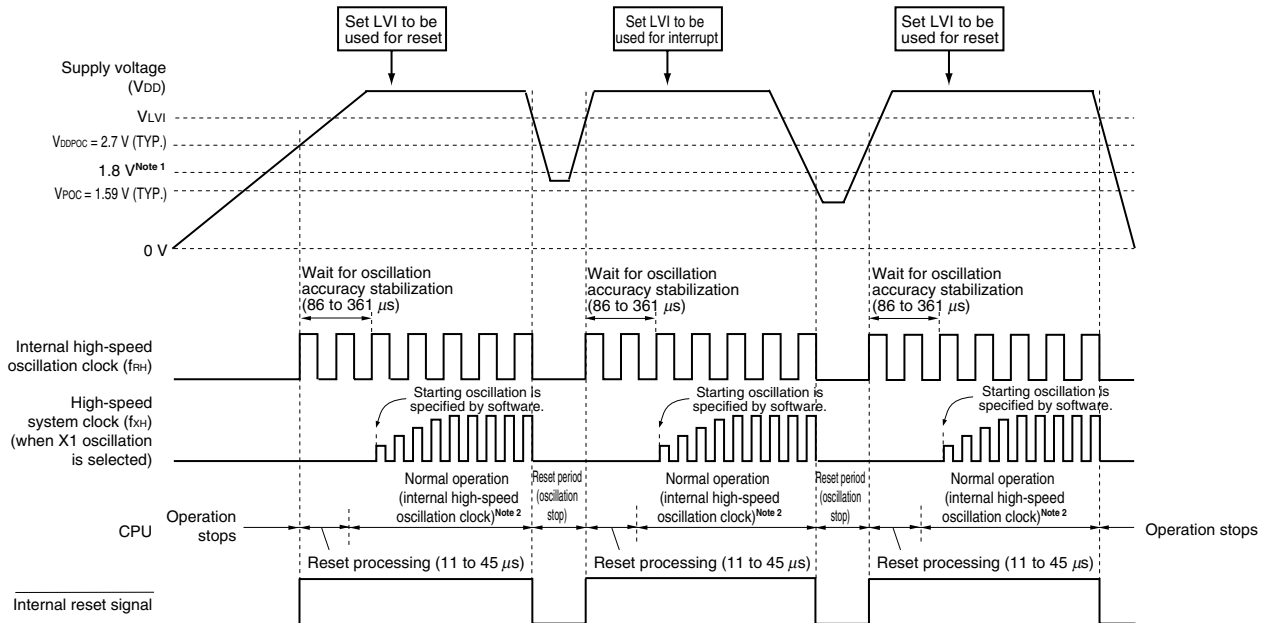 Set LVI to be
used for reset
Set LVI to be
used for interrupt
Set LVI to be
used for reset
Supply voltage
(VDD)
VLVI
VDDPOC = 2.7 V (TYP.)
1.8 V Note 1
VPOC = 1.59 V (TYP.)
0 V
Wait for oscillation
accuracy stabilization
(86 to 361 μs)
Wait for oscillation
accuracy stabilization
(86 to 361 μs)
Wait for oscillation
accuracy stabilization
(86 to 361 μs)
Internal high-speed
oscillation clock (fRH)
High-speed
system clock (fXH)
(when X1 oscillation
is selected)
Starting oscillation is
specified by software.
Starting oscillation is
specified by software.
Starting oscillation is
specified by software.
CPU
Operation
stops
Normal operation
(internal high-speed
oscillation clock) Note 2
Reset period
(oscillation
stop)
Normal operation
(internal high-speed
oscillation clock) Note 2
Reset period
(oscillation
stop)
Normal operation
(internal high-speed
oscillation clock) Note 2
Operation stops
Reset processing (11 to 45 μs)
Reset processing (11 to 45 μs)
Reset processing (11 to 45 μs)
Internal reset signal